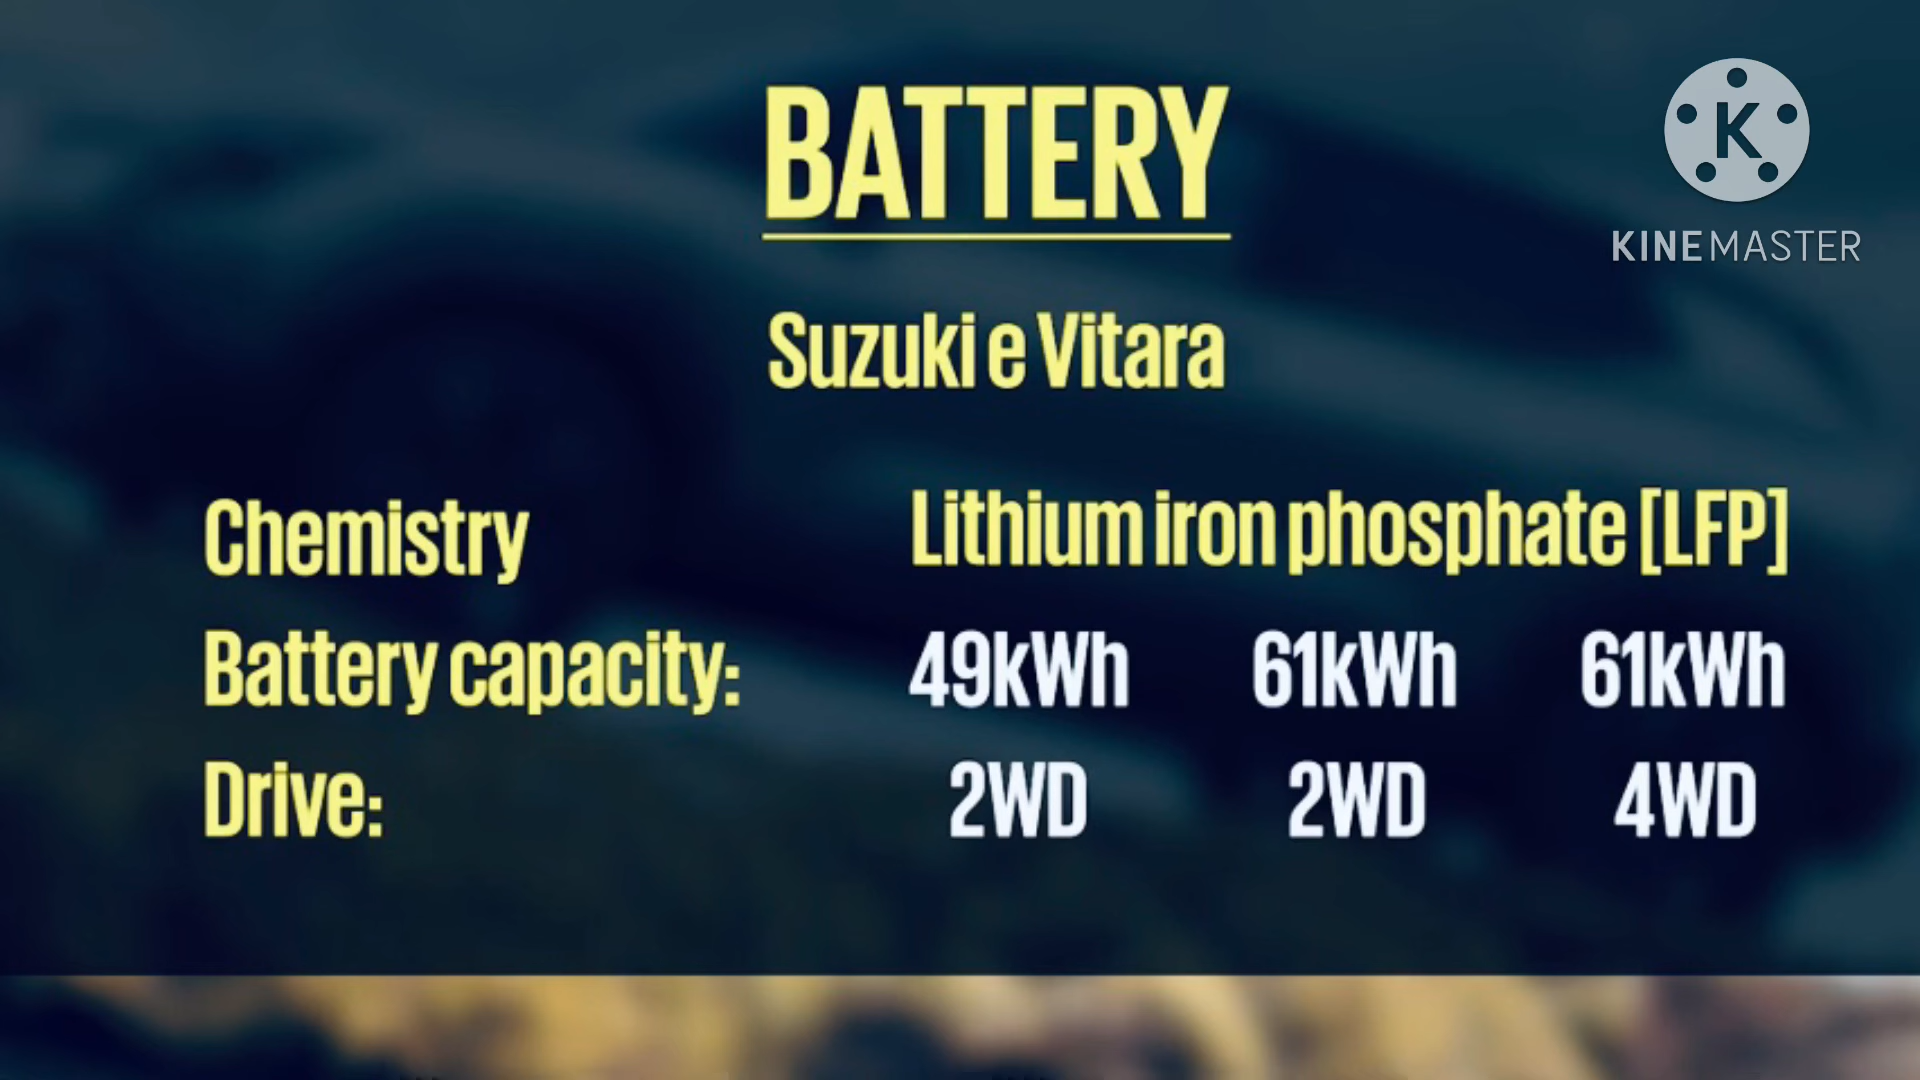 BATTERY
K
KINEMASTER
Suzuki e Vitara
Chemistry Lithium iron phosphate [LFP]
Battery capacity: 49kWh 61kWh 61kWh
Drive: 2WD 2WD 4WD